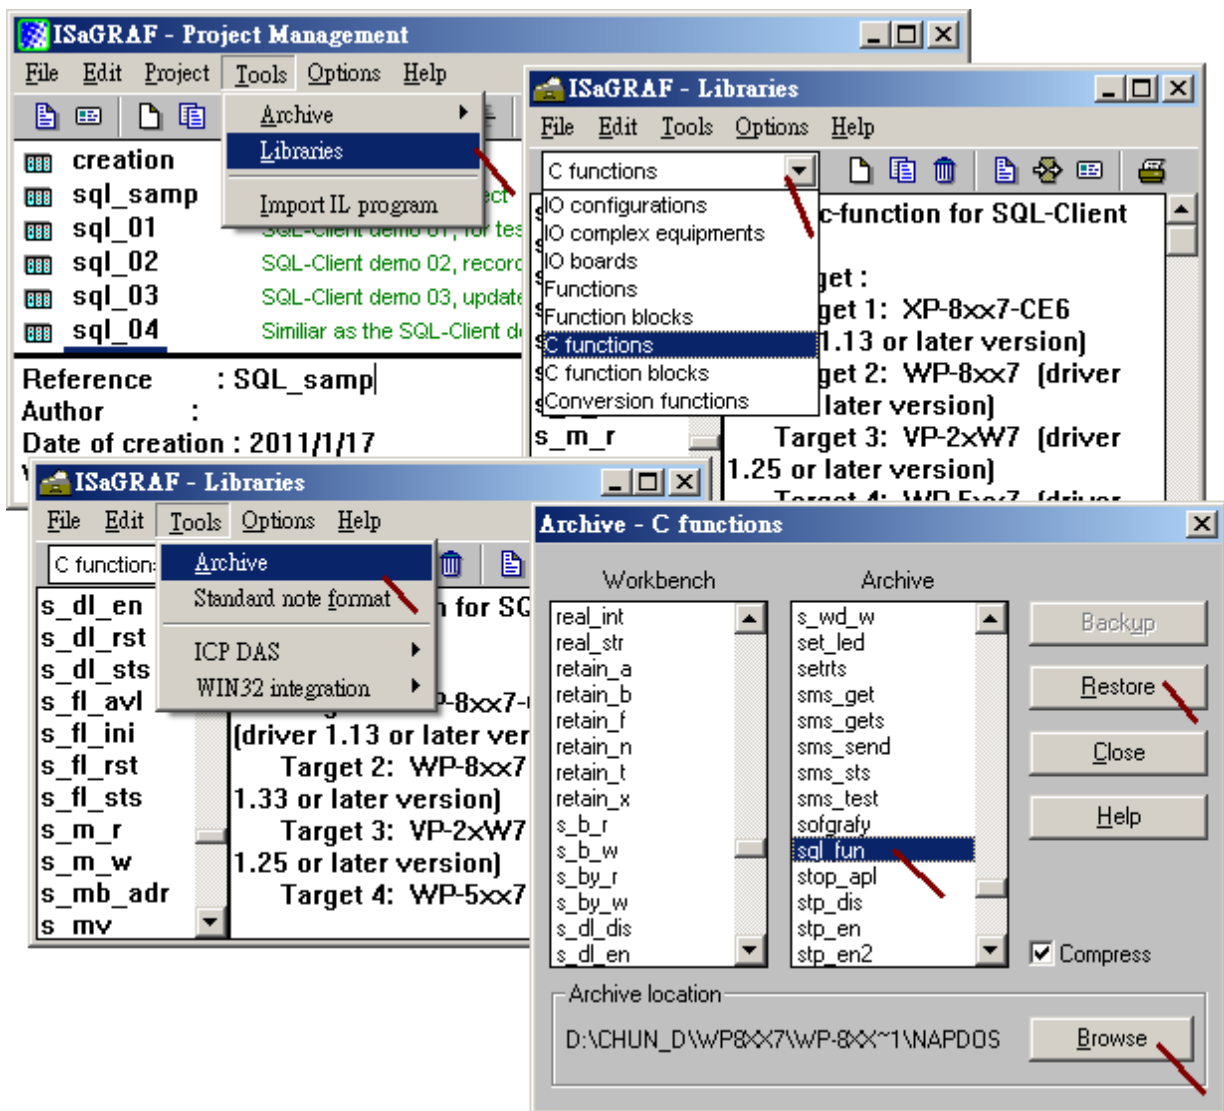 ISaGRAF - Project Management
File Edit Project Tools Options Help
Archive
Libraries
Import IL program
creation
sql_samp
sql_01
sql_02
SQL-Client demo 02, record
sql_03
SQL-Client demo 03, update
sql_04
Similiar as the SQL-Client d
Reference : SQL_samp
Author :
Date of creation : 2011/1/17
ISaGRAF - Libraries
File Edit Tools Options Help
C functions
IO configurations
IO complex equipments
IO boards
Functions
Function blocks
C functions
C function blocks
Conversion functions
s_m_r
c-function for SQL-Client
get :
get 1: XP-8xx7-CE6
1.13 or later version)
get 2: WP-8xx7 (driver
later version)
Target 3: VP-2xW7 (driver
1.25 or later version)
Target 4: WP-5xx7 (driver
ISaGRAF - Libraries
File Edit Tools Options Help
C function
Archive
Standard note format
ICP DAS
WIN32 integration
s_dl_en
s_dl_rst
s_dl_sts
s_fl_avl
s_fl_ini
s_fl_rst
s_fl_sts
s_m_r
s_m_w
s_mb_adr
s_mv
n for SQ
P-8xx7-
(driver 1.13 or later ver
Target 2: WP-8xx7
1.33 or later version)
Target 3: VP-2xW7
1.25 or later version)
Target 4: WP-5xx7
Archive - C functions
Workbench
real_int
real_str
retain_a
retain_b
retain_f
retain_n
retain_t
retain_x
s_b_r
s_b_w
s_by_r
s_by_w
s_dl_dis
s_dl_en
Archive
s_wd_w
set_led
setrts
sms_get
sms_gets
sms_send
sms_sts
sms_test
sofgrafy
sql_fun
stop_apl
stp_dis
stp_en
stp_en2
Backup
Restore
Close
Help
Compress
Archive location
D:\CHUN_D\WP8XX7\WP-8XX~1\NAPDOS
Browse